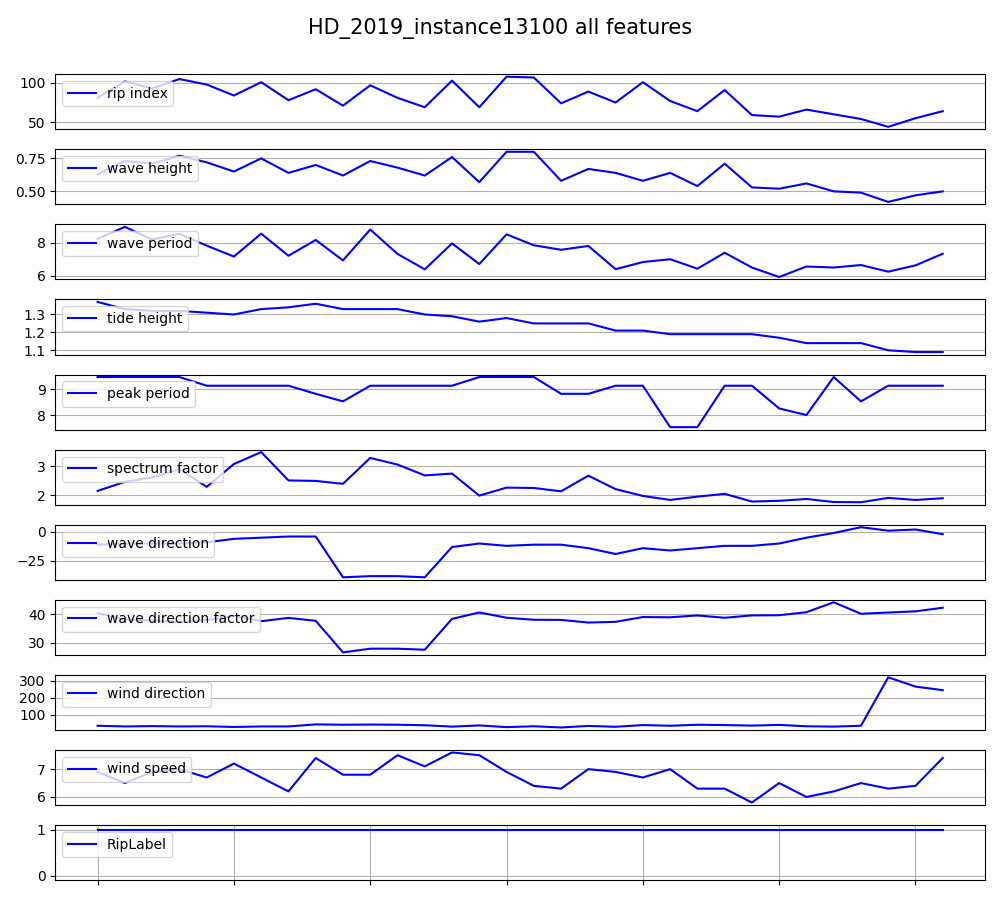 HD_2019_instance13100 all features
100
50
rip index
0.75
0.50
wave height
8
6
wave period
1.3
1.2
1.1
tide height
9
8
peak period
3
2
spectrum factor
0
−25
wave direction
40
30
wave direction factor
300
200
100
wind direction
7
6
wind speed
1
0
RipLabel